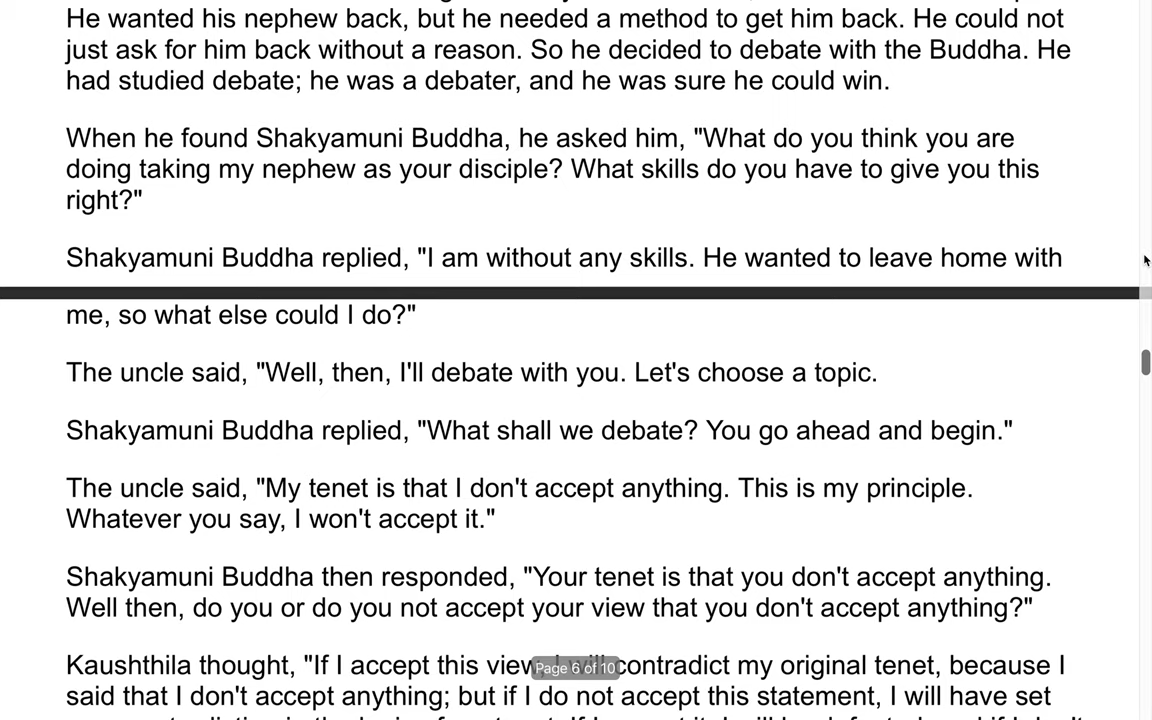 He wanted his nephew back, but he needed a method to get him back. He could not
just ask for him back without a reason. So he decided to debate with the Buddha. He
had studied debate; he was a debater, and he was sure he could win.
When he found Shakyamuni Buddha, he asked him, "What do you think you are
doing taking my nephew as your disciple? What skills do you have to give you this
right?"
Shakyamuni Buddha replied, "I am without any skills. He wanted to leave home with
me, so what else could I do?"
The uncle said, "Well, then, I'll debate with you. Let's choose a topic.
Shakyamuni Buddha replied, "What shall we debate? You go ahead and begin."
The uncle said, "My tenet is that I don't accept anything. This is my principle.
Whatever you say, I won't accept it."
Shakyamuni Buddha then responded, "Your tenet is that you don't accept anything.
Well then, do you or do you not accept your view that you don't accept anything?"
Kaushthila thought, "If I accept this view, I will contradict my original tenet, because I
Page 6 of 10
said that I don't accept anything; but if I do not accept this statement, I will have set